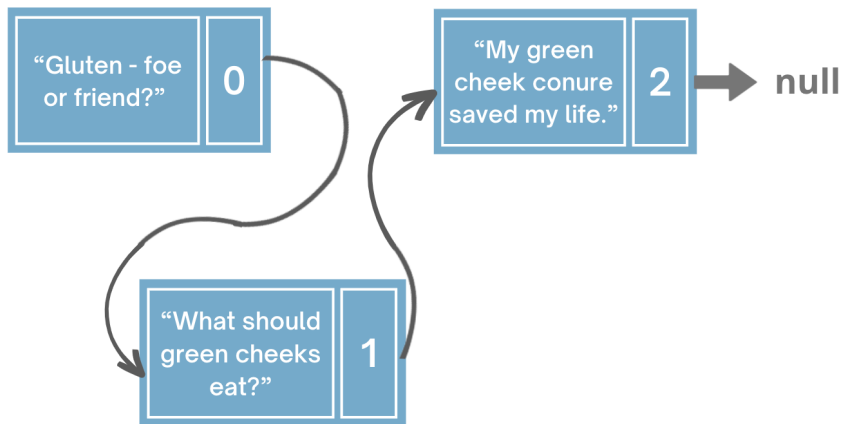 “Gluten - foe
or friend?”
0
“What should
green cheeks
eat?”
1
“My green
cheek conure
saved my life.”
2
null